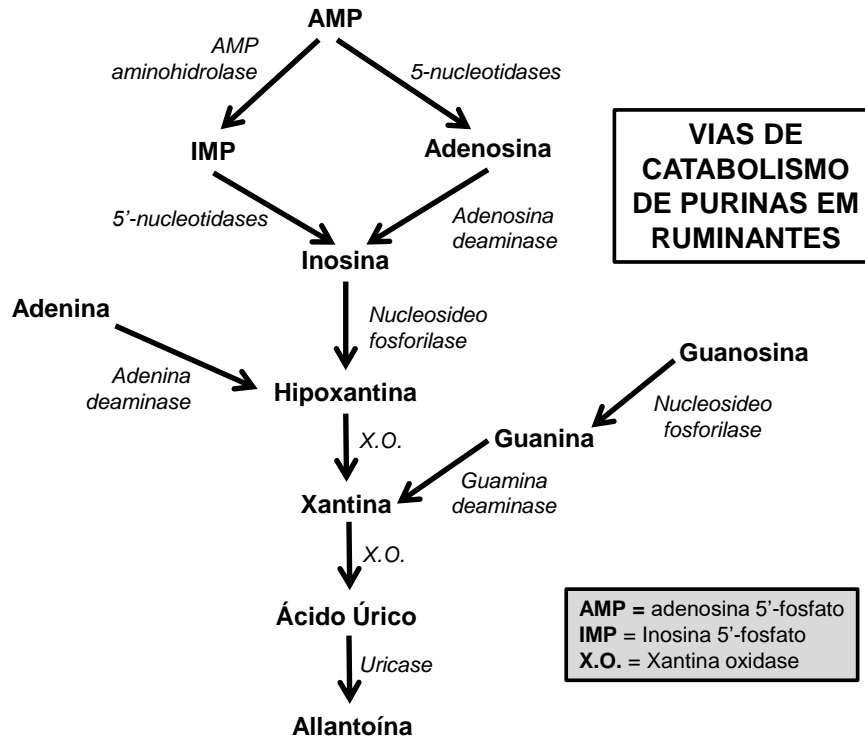 AMP
AMP
aminohidrolase
5-nucleotidases
VIAS DE
CATABOLISMO
DE PURINAS EM
RUMINANTES
IMP
Adenosina
5’-nucleotidases
Adenosina
deaminase
Inosina
Adenina
Nucleosideo
fosforilase
Guanosina
Adenina
deaminase
Hipoxantina
Nucleosideo
fosforilase
X.O.
Guanina
Guamina
deaminase
Xantina
X.O.
Ácido Úrico
AMP = adenosina 5’-fosfato
IMP = Inosina 5’-fosfato
X.O. = Xantina oxidase
Uricase
Allantoína